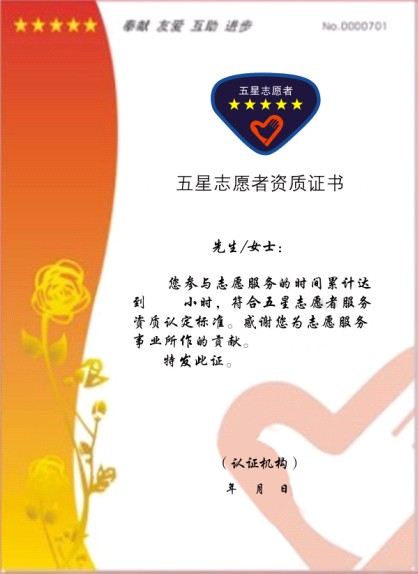 奉献 友爱 互助 进步
No.D000701
五星志愿者
五星志愿者资质证书
先生/女士：
您参与志愿服务的时间累计达
到 小时，符合五星志愿者服务
资质认定标准。感谢您为志愿服务
事业所作的贡献。
特发此证。
（认证机构）
年 月 日